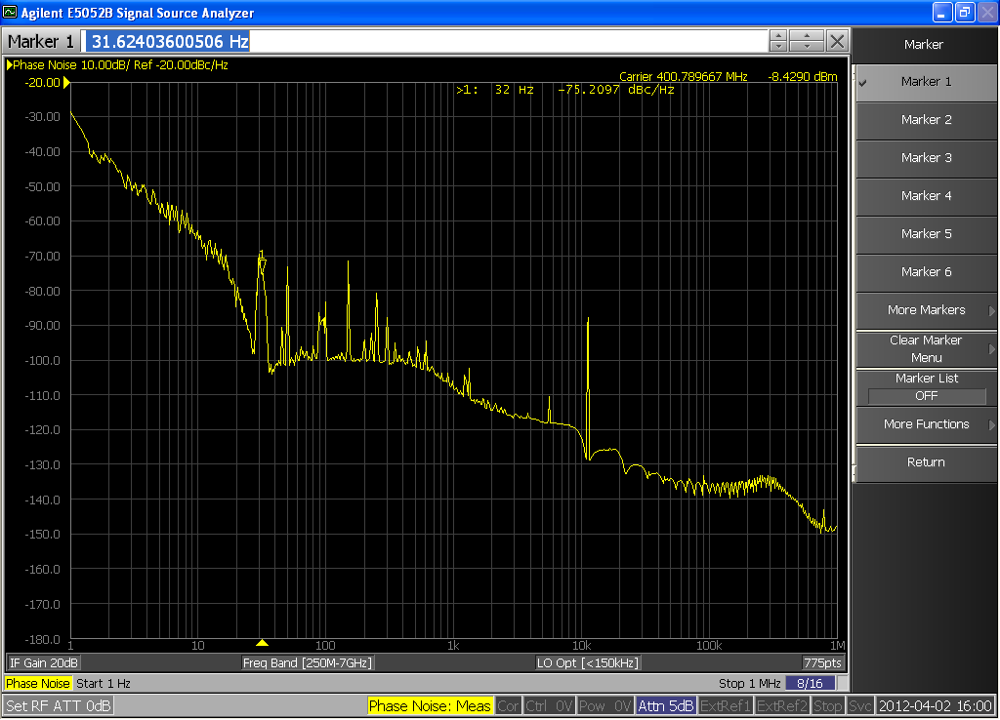 Agilent E5052B Signal Source Analyzer
Marker 1 31.62403600506 Hz
Phase Noise 10.00dB/ Ref -20.00dBc/Hz
Carrier 400.789667 MHz -8.4290 dBm
>1: 32 Hz -75.2097 dBc/Hz
-20.00
-30.00
-40.00
-50.00
-60.00
-70.00
-80.00
-90.00
-100.0
-110.0
-120.0
-130.0
-140.0
-150.0
-160.0
-170.0
-180.0
1 10 100 1k 10k 100k 1M
IF Gain 20dB Freq Band [250M-7GHz] LO Opt [<150kHz] 775pts
Phase Noise Start 1 Hz Stop 1 MHz 8/16
Set RF ATT 0dB Phase Noise: Meas Cor Ctrl 0V Pow 0V Attn 5dB ExtRef1 ExtRef2 Stop Svc 2012-04-02 16:00
Marker
Marker 1
Marker 2
Marker 3
Marker 4
Marker 5
Marker 6
More Markers
Clear Marker
Menu
Marker List
OFF
More Functions
Return